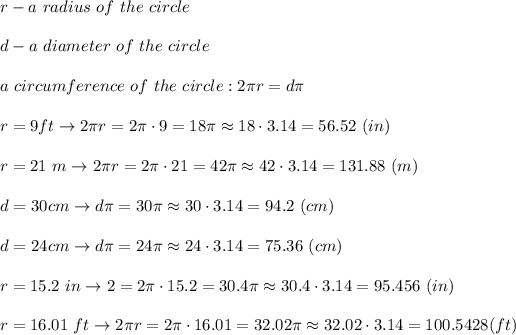 r − a radius of the circle
d − a diameter of the circle
a circumference of the circle : 2πr = dπ
r = 9ft → 2πr = 2π · 9 = 18π ≈ 18 · 3.14 = 56.52 (in)
r = 21 m → 2πr = 2π · 21 = 42π ≈ 42 · 3.14 = 131.88 (m)
d = 30cm → dπ = 30π ≈ 30 · 3.14 = 94.2 (cm)
d = 24cm → dπ = 24π ≈ 24 · 3.14 = 75.36 (cm)
r = 15.2 in → 2 = 2π · 15.2 = 30.4π ≈ 30.4 · 3.14 = 95.456 (in)
r = 16.01 ft → 2πr = 2π · 16.01 = 32.02π ≈ 32.02 · 3.14 = 100.5428(ft)